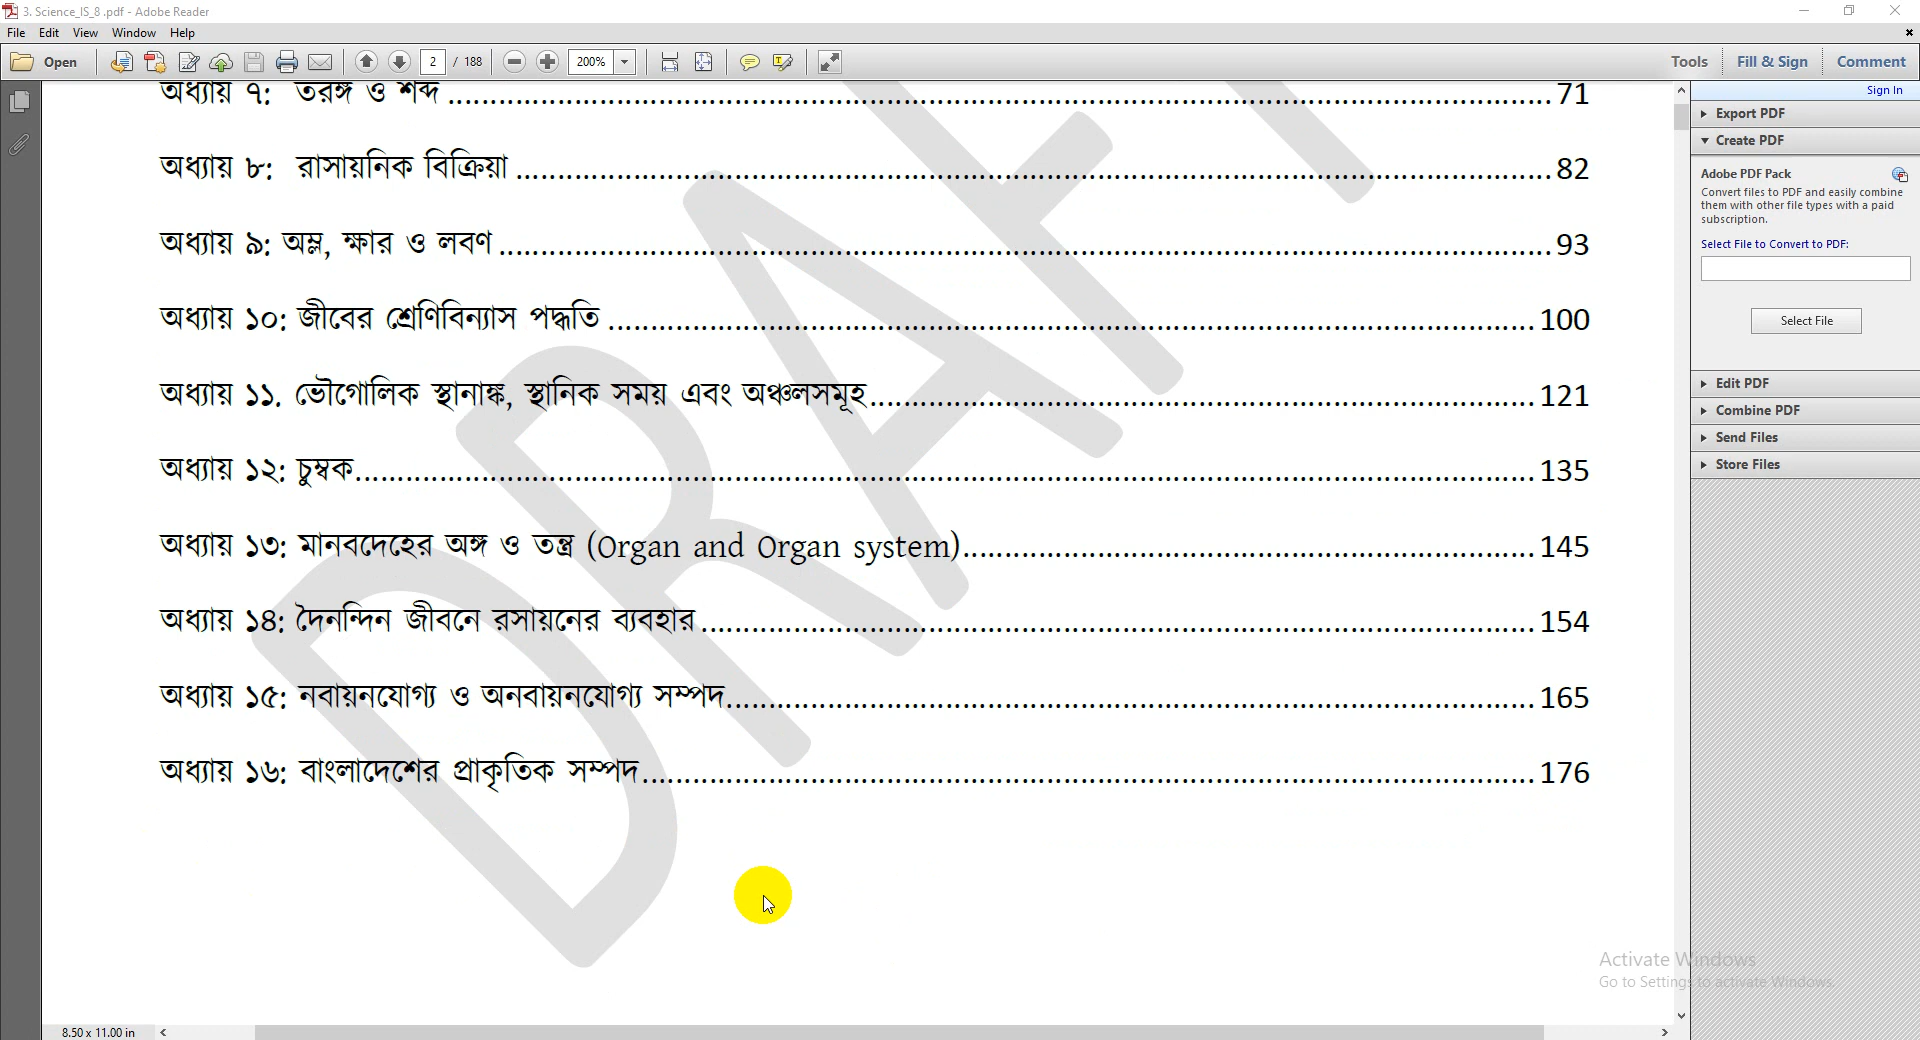 3. Science_IS_8 .pdf - Adobe Reader
File Edit View Window Help
Open 2 / 188 200% Tools Fill & Sign Comment
Sign In
অধ্যায় ৭: তরঙ্গ ও শব্দ 71
অধ্যায় ৮: রাসায়নিক বিক্রিয়া 82
অধ্যায় ৯: অম্ল, ক্ষার ও লবণ 93
অধ্যায় ১০: জীবের শ্রেণিবিন্যাস পদ্ধতি 100
অধ্যায় ১১. ভৌগোলিক স্থানাঙ্ক, স্থানিক সময় এবং অঞ্চলসমূহ 121
অধ্যায় ১২: চুম্বক 135
অধ্যায় ১৩: মানবদেহের অঙ্গ ও তন্ত্র (Organ and Organ system) 145
অধ্যায় ১৪: দৈনন্দিন জীবনে রসায়নের ব্যবহার 154
অধ্যায় ১৫: নবায়নযোগ্য ও অনবায়নযোগ্য সম্পদ 165
অধ্যায় ১৬: বাংলাদেশের প্রাকৃতিক সম্পদ 176
DRAFT
Export PDF
Create PDF
Adobe PDF Pack
Convert files to PDF and easily combine
them with other file types with a paid
subscription.
Select File to Convert to PDF:
Select File
Edit PDF
Combine PDF
Send Files
Store Files
Activate Windows
Go to Settings to activate Windows.
8.50 x 11.00 in